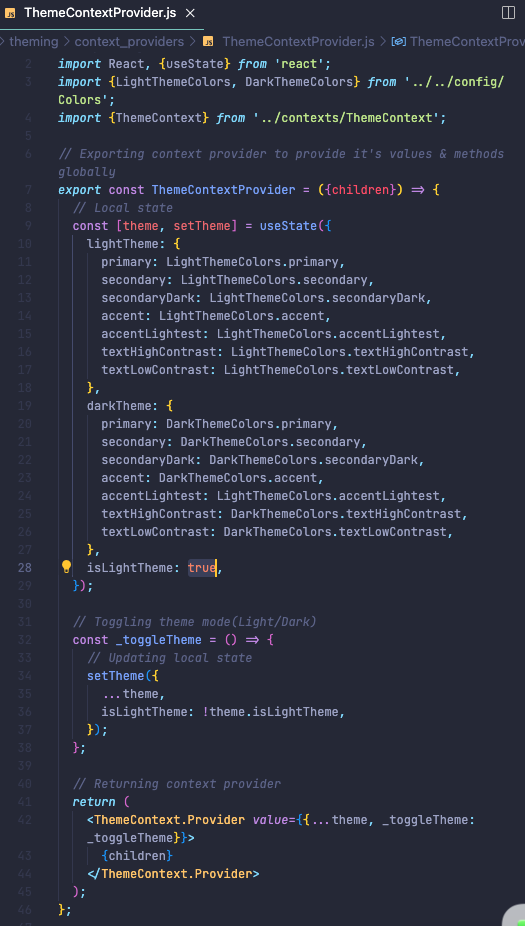 JS ThemeContextProvider.js ×
theming > context_providers > JS ThemeContextProvider.js > ThemeContextProv
2 import React, {useState} from 'react';
3 import {LightThemeColors, DarkThemeColors} from '../../config/
Colors';
4 import {ThemeContext} from '../contexts/ThemeContext';
5
6 // Exporting context provider to provide it's values & methods
globally
7 export const ThemeContextProvider = ({children}) => {
8 // Local state
9 const [theme, setTheme] = useState({
10 lightTheme: {
11 primary: LightThemeColors.primary,
12 secondary: LightThemeColors.secondary,
13 secondaryDark: LightThemeColors.secondaryDark,
14 accent: LightThemeColors.accent,
15 accentLightest: LightThemeColors.accentLightest,
16 textHighContrast: LightThemeColors.textHighContrast,
17 textLowContrast: LightThemeColors.textLowContrast,
18 },
19 darkTheme: {
20 primary: DarkThemeColors.primary,
21 secondary: DarkThemeColors.secondary,
22 secondaryDark: DarkThemeColors.secondaryDark,
23 accent: DarkThemeColors.accent,
24 accentLightest: LightThemeColors.accentLightest,
25 textHighContrast: DarkThemeColors.textHighContrast,
26 textLowContrast: DarkThemeColors.textLowContrast,
27 },
28 isLightTheme: true,
29 });
30
31 // Toggling theme mode(Light/Dark)
32 const _toggleTheme = () => {
33 // Updating local state
34 setTheme({
35 ...theme,
36 isLightTheme: !theme.isLightTheme,
37 });
38 };
39
40 // Returning context provider
41 return (
42 <ThemeContext.Provider value={{...theme, _toggleTheme:
_toggleTheme}}>
43 {children}
44 </ThemeContext.Provider>
45 );
46 };